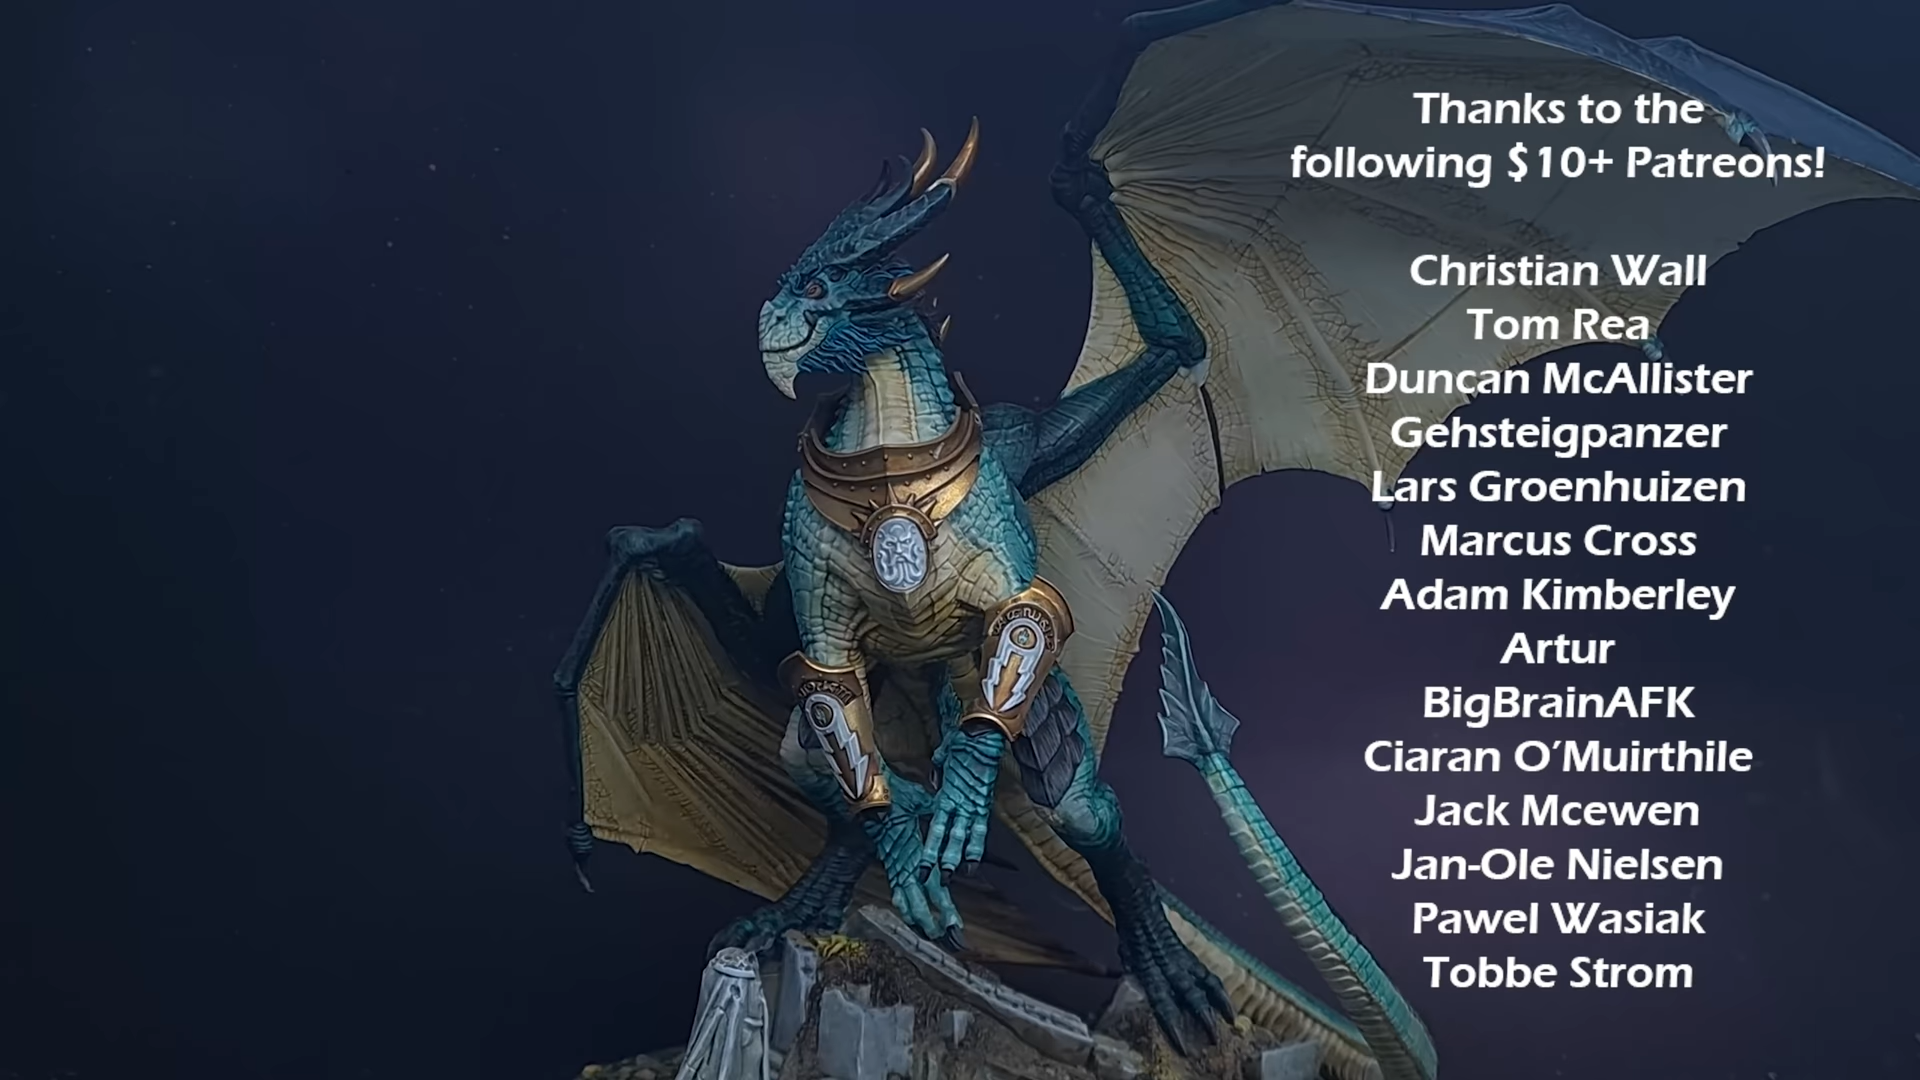 Thanks to the
following $10+ Patreons!
Christian Wall
Tom Rea
Duncan McAllister
Gehsteigpanzer
Lars Groenhuizen
Marcus Cross
Adam Kimberley
Artur
BigBrainAFK
Ciaran O'Muirthile
Jack Mcewen
Jan-Ole Nielsen
Pawel Wasiak
Tobbe Strom